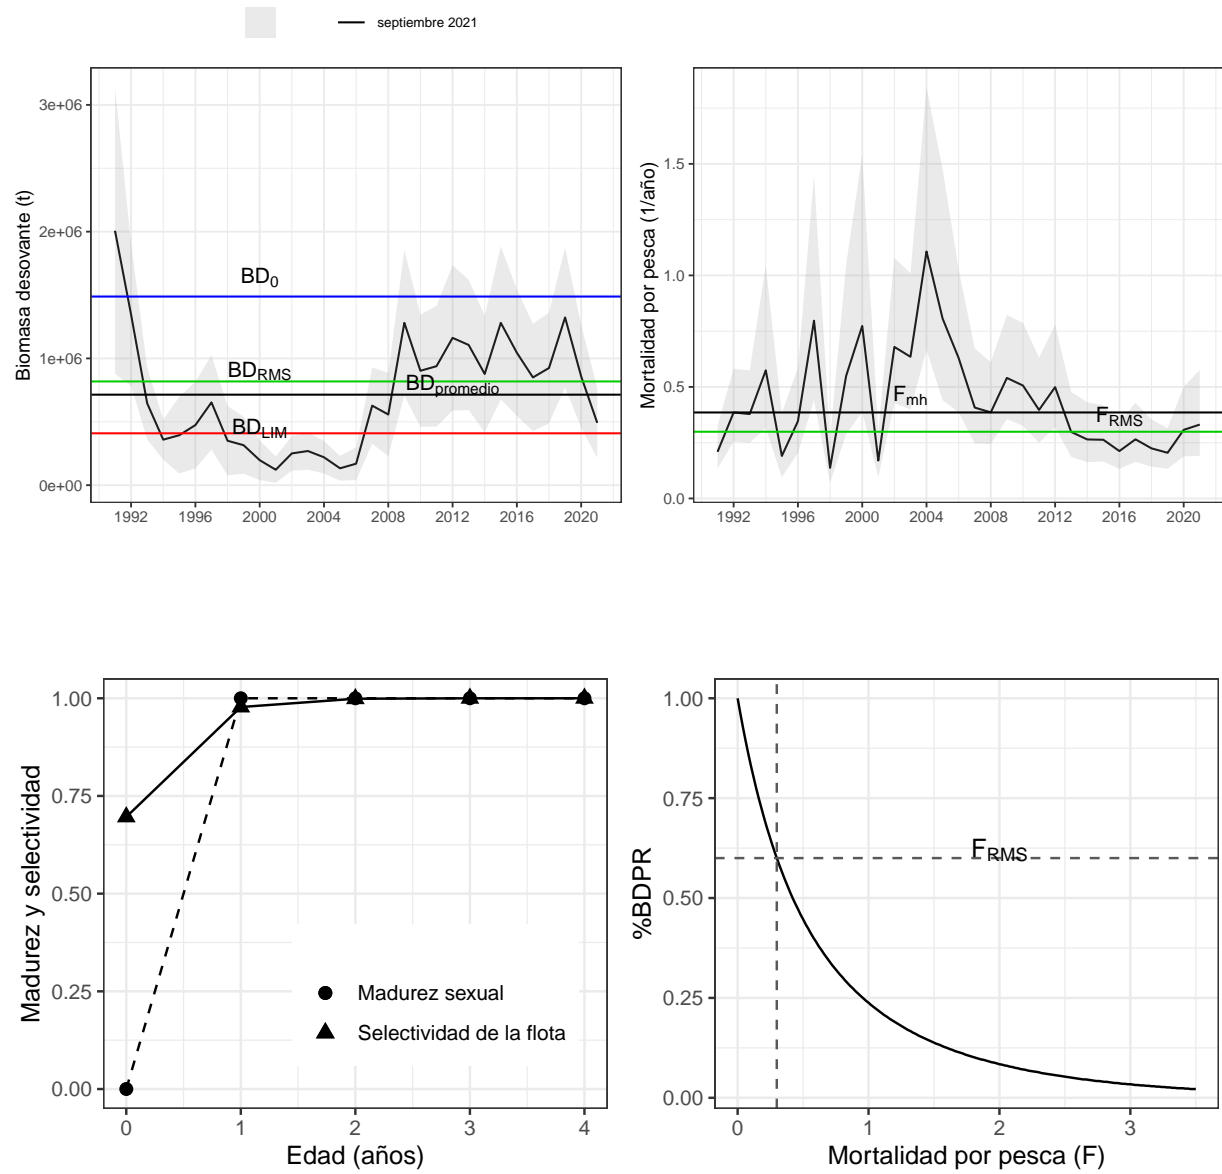 septiembre 2021
Biomasa desovante (t)
3e+06
2e+06
1e+06
0e+00
BD0
BDRMS
BDpromedio
BDLIM
1992 1996 2000 2004 2008 2012 2016 2020
Mortalidad por pesca (1/año)
1.5
1.0
0.5
0.0
Fmh
FRMS
1992 1996 2000 2004 2008 2012 2016 2020
Madurez y selectividad
1.00
0.75
0.50
0.25
0.00
Madurez sexual
Selectividad de la flota
0 1 2 3 4
Edad (años)
%BDPR
1.00
0.75
0.50
0.25
0.00
FRMS
0 1 2 3
Mortalidad por pesca (F)